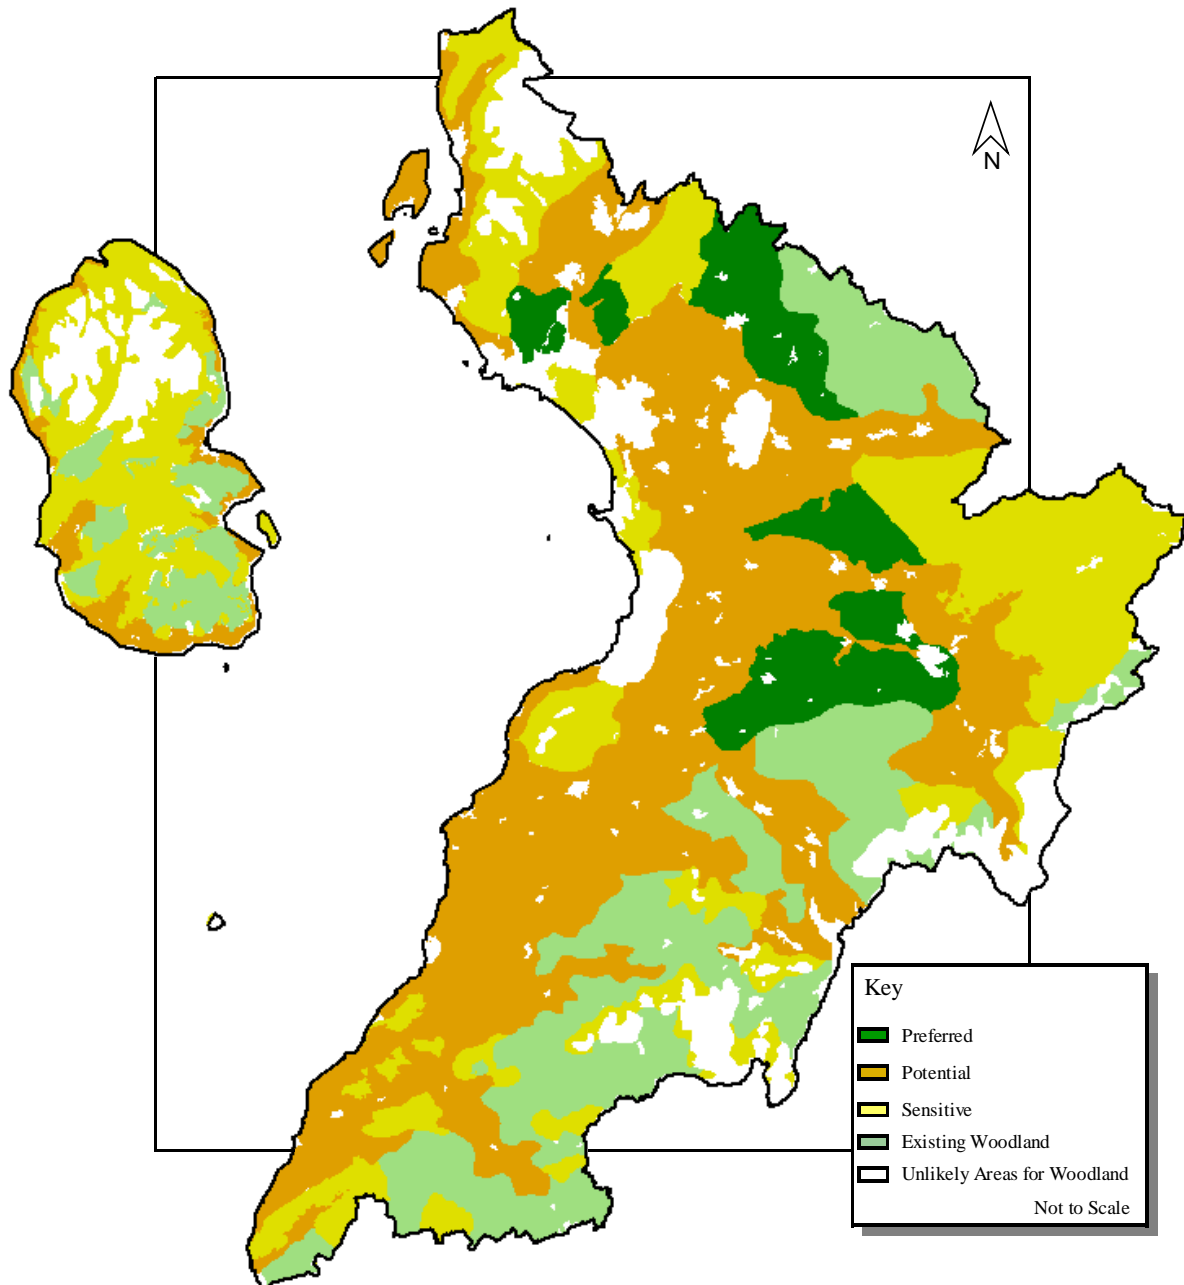 N
Key
Preferred
Potential
Sensitive
Existing Woodland
Unlikely Areas for Woodland
Not to Scale